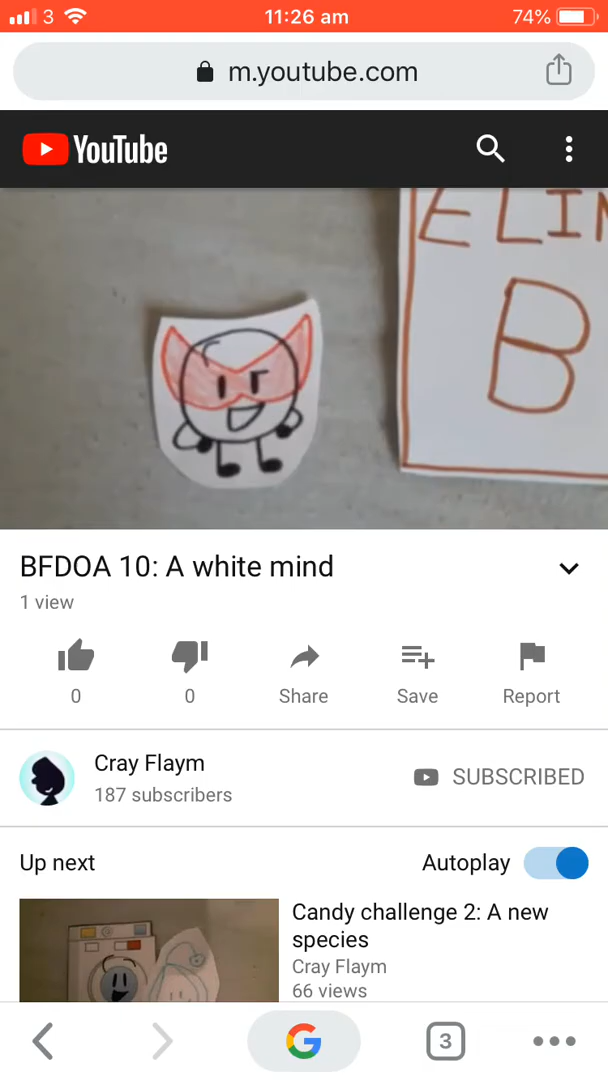 3 11:26 am 74%
m.youtube.com
YouTube
ELIM
B
BFDOA 10: A white mind
1 view
0 0 Share Save Report
Cray Flaym
187 subscribers
SUBSCRIBED
Up next
Autoplay
Candy challenge 2: A new
species
Cray Flaym
66 views
G
3